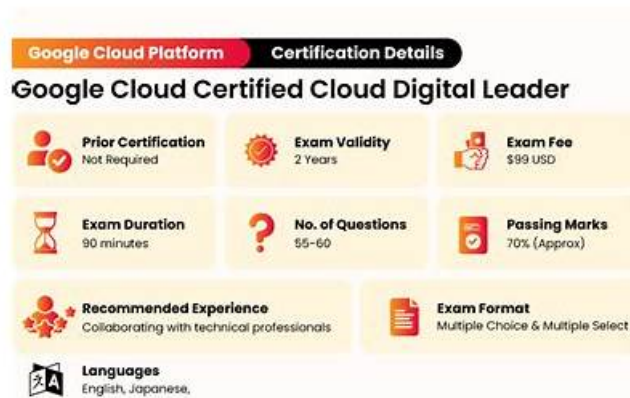 Google Cloud Platform
Certification Details
Google Cloud Certified Cloud Digital Leader
Prior Certification
Not Required
Exam Validity
2 Years
Exam Fee
$99 USD
Exam Duration
90 minutes
No. of Questions
55-60
Passing Marks
70% (Approx)
Recommended Experience
Collaborating with technical professionals
Exam Format
Multiple Choice & Multiple Select
Languages
English, Japanese,